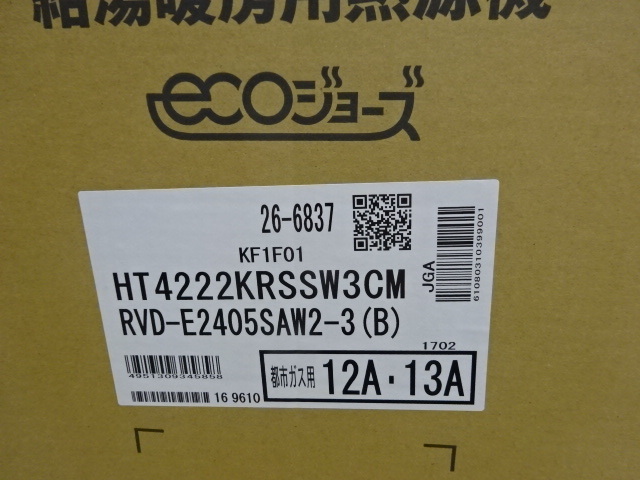 給湯暖房用熱源機
ecoジョーズ
26-6837
KF1F01
HT4222KRSSW3CM
RVD-E2405SAW2-3(B)
JGA
61080310399001
1702
4951309345858
都市ガス用 12A・13A
16 9610